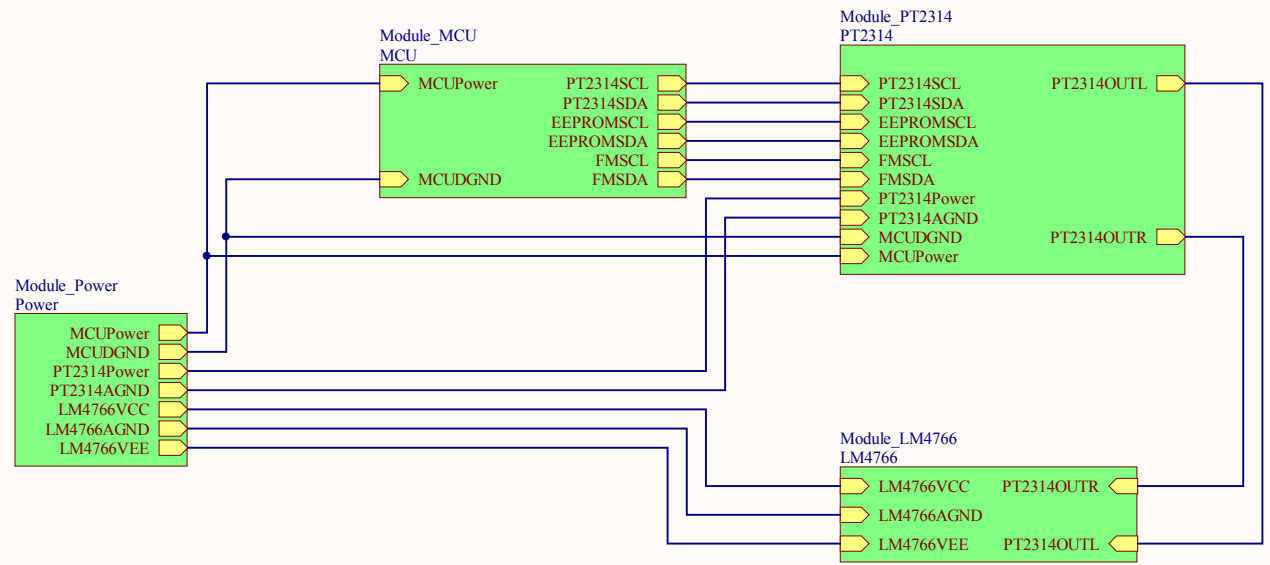 Module_MCU
MCU
MCUPower
MCUDGND
PT2314SCL
PT2314SDA
EEPROMSCL
EEPROMSDA
FMSCL
FMSDA
Module_PT2314
PT2314
PT2314SCL
PT2314SDA
EEPROMSCL
EEPROMSDA
FMSCL
FMSDA
PT2314Power
PT2314AGND
MCUDGND
MCUPower
PT2314OUTL
PT2314OUTR
Module_Power
Power
MCUPower
MCUDGND
PT2314Power
PT2314AGND
LM4766VCC
LM4766AGND
LM4766VEE
Module_LM4766
LM4766
LM4766VCC
LM4766AGND
LM4766VEE
PT2314OUTR
PT2314OUTL